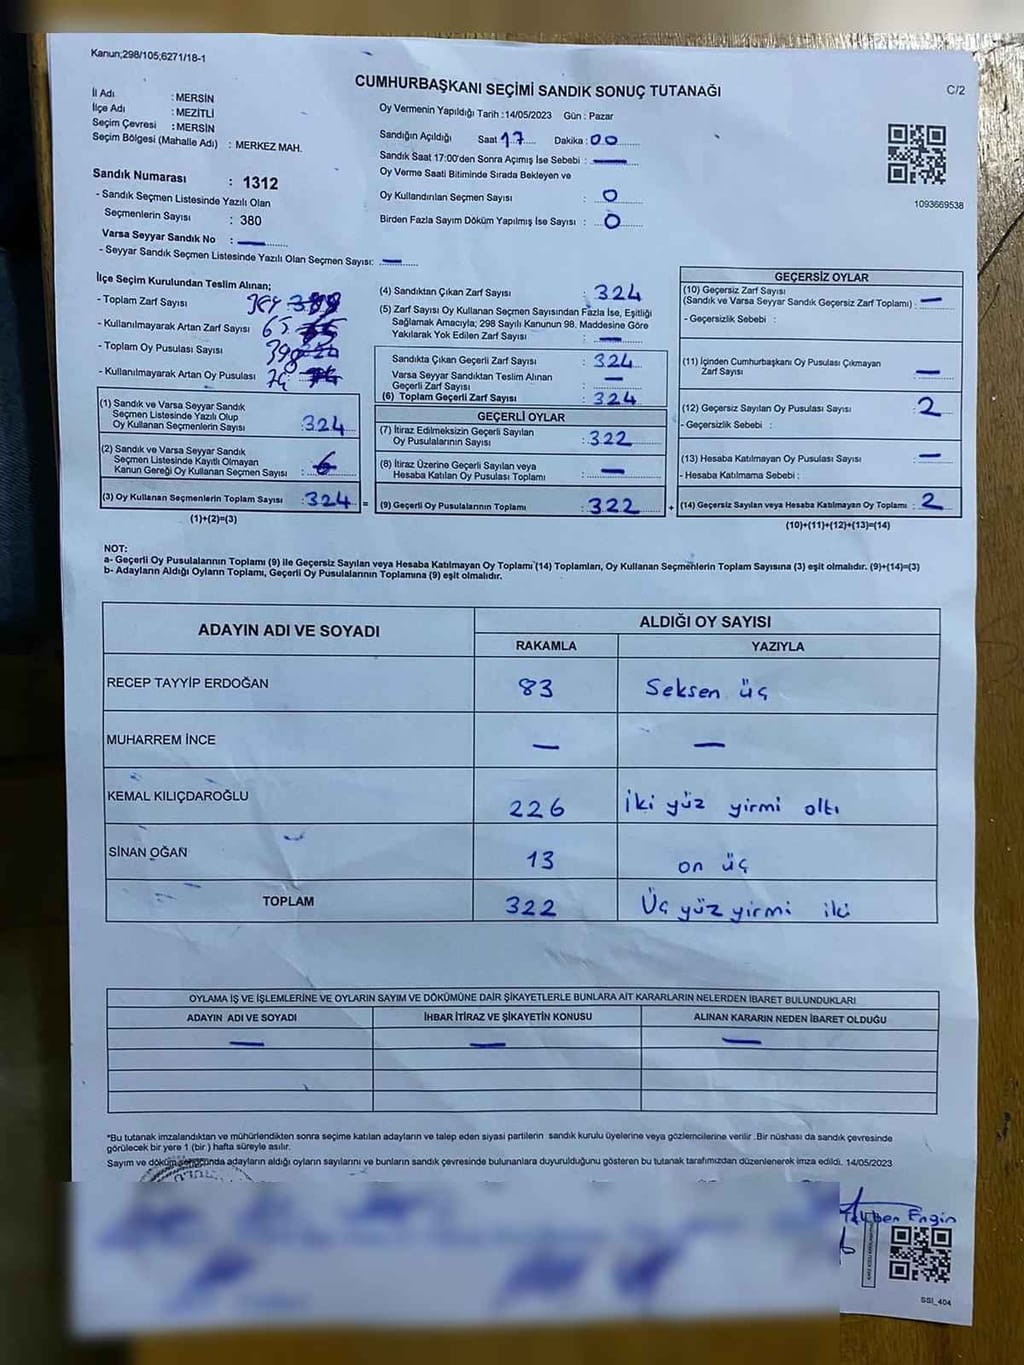 Kanun;298/105;6271/18-1
CUMHURBAŞKANI SEÇİMİ SANDIK SONUÇ TUTANAĞI
C/2
İl Adı : MERSİN
İlçe Adı : MEZİTLİ
Seçim Çevresi : MERSİN
Seçim Bölgesi (Mahalle Adı) : MERKEZ MAH.
Sandık Numarası : 1312
- Sandık Seçmen Listesinde Yazılı Olan
Seçmenlerin Sayısı : 380
Varsa Seyyar Sandık No : —
- Seyyar Sandık Seçmen Listesinde Yazılı Olan Seçmen Sayısı: —
Oy Vermenin Yapıldığı Tarih : 14/05/2023 Gün : Pazar
Sandığın Açıldığı Saat 17 Dakika : 00
Sandık Saat 17:00'den Sonra Açımış İse Sebebi : —
Oy Verme Saati Bitiminde Sırada Bekleyen ve
Oy Kullandırılan Seçmen Sayısı : 0
Birden Fazla Sayım Döküm Yapılmış İse Sayısı : 0
1093669538
İlçe Seçim Kurulundan Teslim Alınan;
- Toplam Zarf Sayısı
- Kullanılmayarak Artan Zarf Sayısı 65
- Toplam Oy Pusulası Sayısı 398
- Kullanılmayarak Artan Oy Pusulası 74
(1) Sandık ve Varsa Seyyar Sandık
Seçmen Listesinde Yazılı Olup
Oy Kullanan Seçmenlerin Sayısı : 324
(2) Sandık ve Varsa Seyyar Sandık
Seçmen Listesinde Kayıtlı Olmayan
Kanun Gereği Oy Kullanan Seçmen Sayısı :
(3) Oy Kullanan Seçmenlerin Toplam Sayısı : 324 =
(1)+(2)=(3)
(4) Sandıktan Çıkan Zarf Sayısı : 324
(5) Zarf Sayısı Oy Kullanan Seçmen Sayısından Fazla İse, Eşitliği
Sağlamak Amacıyla; 298 Sayılı Kanunun 98. Maddesine Göre
Yakılarak Yok Edilen Zarf Sayısı : —
Sandıkta Çıkan Geçerli Zarf Sayısı : 324
Varsa Seyyar Sandıktan Teslim Alınan
Geçerli Zarf Sayısı : —
(6) Toplam Geçerli Zarf Sayısı : 324
GEÇERLİ OYLAR
(7) İtiraz Edilmeksizin Geçerli Sayılan
Oy Pusulalarının Sayısı : 322
(8) İtiraz Üzerine Geçerli Sayılan veya
Hesaba Katılan Oy Pusulası Toplamı : —
(9) Geçerli Oy Pusulalarının Toplamı : 322 +
GEÇERSİZ OYLAR
(10) Geçersiz Zarf Sayısı
(Sandık ve Varsa Seyyar Sandık Geçersiz Zarf Toplamı) : —
- Geçersizlik Sebebi :
(11) İçinden Cumhurbaşkanı Oy Pusulası Çıkmayan
Zarf Sayısı : —
(12) Geçersiz Sayılan Oy Pusulası Sayısı : 2
- Geçersizlik Sebebi :
(13) Hesaba Katılmayan Oy Pusulası Sayısı : —
- Hesaba Katılmama Sebebi :
(14) Geçersiz Sayılan veya Hesaba Katılmayan Oy Toplamı : 2
(10)+(11)+(12)+(13)=(14)
NOT:
a- Geçerli Oy Pusulalarının Toplamı (9) ile Geçersiz Sayılan veya Hesaba Katılmayan Oy Toplamı (14) Toplamları, Oy Kullanan Seçmenlerin Toplam Sayısına (3) eşit olmalıdır. (9)+(14)=(3)
b- Adayların Aldığı Oyların Toplamı, Geçerli Oy Pusulalarının Toplamına (9) eşit olmalıdır.
ADAYIN ADI VE SOYADI
ALDIĞI OY SAYISI
RAKAMLA YAZIYLA
RECEP TAYYİP ERDOĞAN 83 Seksen üç
MUHARREM İNCE — —
KEMAL KILIÇDAROĞLU 226 iki yüz yirmi altı
SİNAN OĞAN 13 on üç
TOPLAM 322 Üç yüz yirmi iki
OYLAMA İŞ VE İŞLEMLERİNE VE OYLARIN SAYIM VE DÖKÜMÜNE DAİR ŞİKAYETLERLE BUNLARA AİT KARARLARIN NELERDEN İBARET BULUNDUKLARI
ADAYIN ADI VE SOYADI İHBAR İTİRAZ VE ŞİKAYETİN KONUSU ALINAN KARARIN NEDEN İBARET OLDUĞU
— — —
*Bu tutanak imzalandıktan ve mühürlendikten sonra seçime katılan adayların ve talep eden siyasi partilerin sandık kurulu üyelerine veya gözlemcilerine verilir .Bir nüshası da sandık çevresinde
görülecek bir yere 1 (bir) hafta süreyle asılır.
Sayım ve döküm sonucunda adayların aldığı oyların sayılarını ve bunların sandık çevresinde bulunanlara duyurulduğunu gösteren bu tutanak tarafımızdan düzenlenerek imza edildi. 14/05/2023
Engin
SSI_404